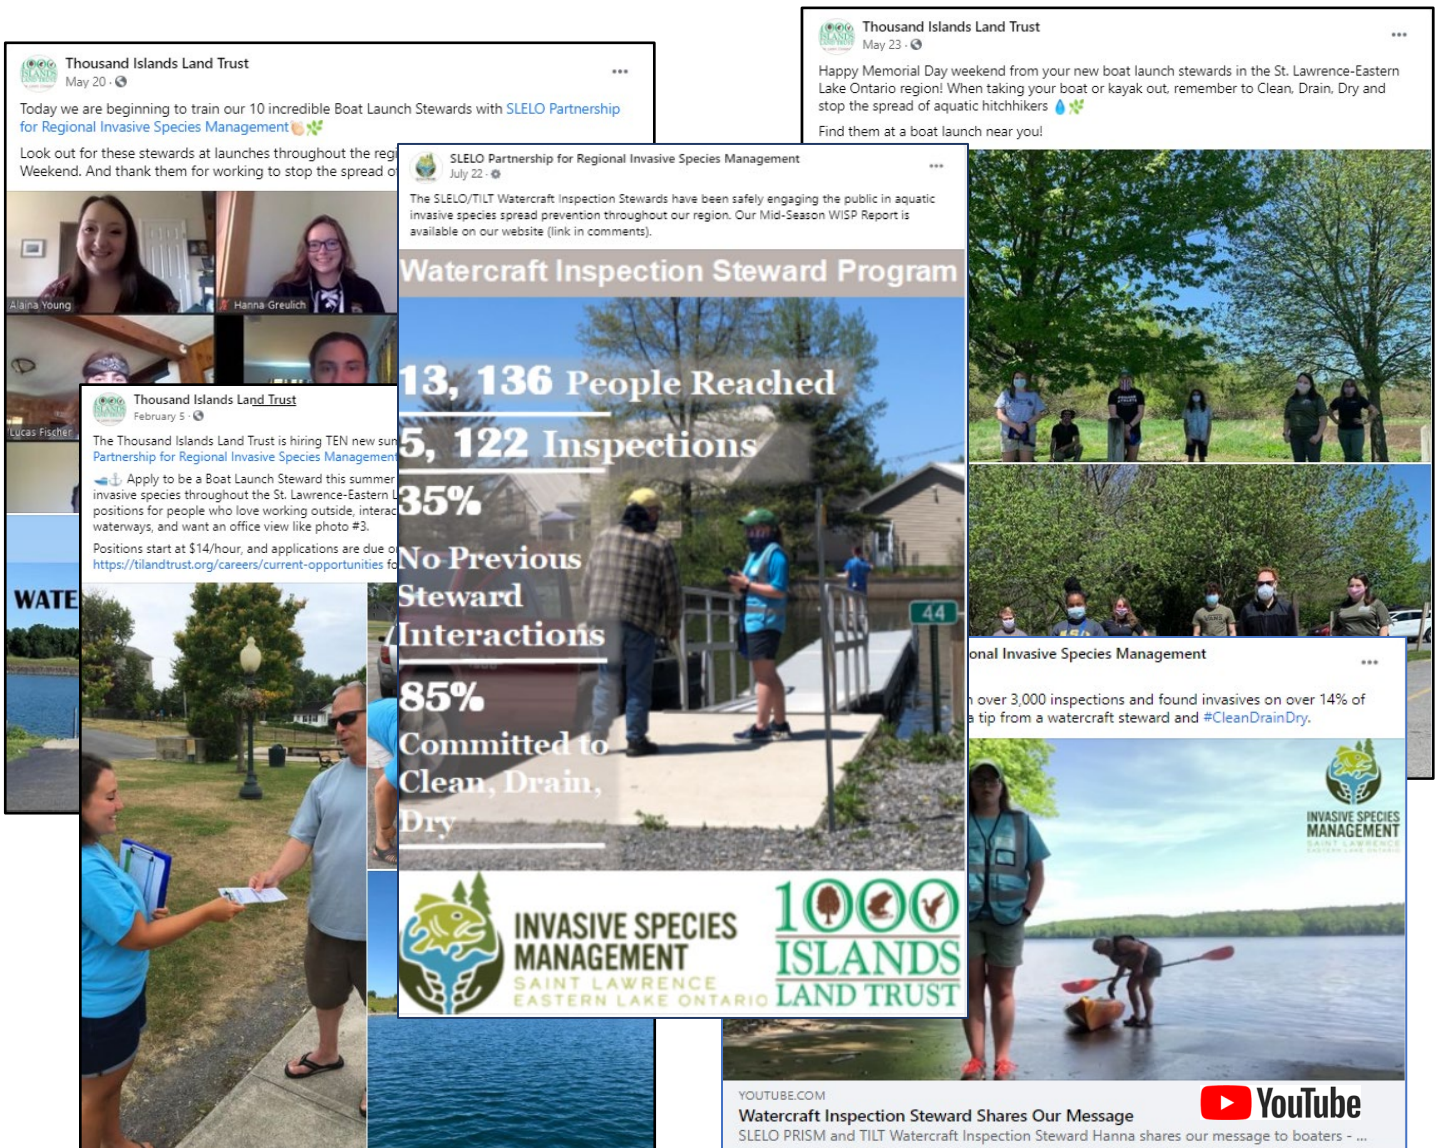 Thousand Islands Land Trust
May 20 ·
Today we are beginning to train our 10 incredible Boat Launch Stewards with SLELO Partnership
for Regional Invasive Species Management
Look out for these stewards at launches throughout the regi
Weekend. And thank them for working to stop the spread of
Alaina Young
Hanna Greulich
Lucas Fischer
WATE
Thousand Islands Land Trust
February 5 ·
The Thousand Islands Land Trust is hiring TEN new sum
Partnership for Regional Invasive Species Management
Apply to be a Boat Launch Steward this summer
invasive species throughout the St. Lawrence-Eastern L
positions for people who love working outside, interac
waterways, and want an office view like photo #3.
Positions start at $14/hour, and applications are due o
https://tilandtrust.org/careers/current-opportunities fo
SLELO Partnership for Regional Invasive Species Management
July 22 ·
The SLELO/TILT Watercraft Inspection Stewards have been safely engaging the public in aquatic
invasive species spread prevention throughout our region. Our Mid-Season WISP Report is
available on our website (link in comments).
Watercraft Inspection Steward Program
13, 136 People Reached
5, 122 Inspections
35%
No Previous
Steward
Interactions
85%
Committed to
Clean, Drain,
Dry
44
INVASIVE SPECIES
MANAGEMENT
SAINT LAWRENCE
EASTERN LAKE ONTARIO
1000
ISLANDS
LAND TRUST
Thousand Islands Land Trust
May 23 ·
Happy Memorial Day weekend from your new boat launch stewards in the St. Lawrence-Eastern
Lake Ontario region! When taking your boat or kayak out, remember to Clean, Drain, Dry and
stop the spread of aquatic hitchhikers
Find them at a boat launch near you!
onal Invasive Species Management
n over 3,000 inspections and found invasives on over 14% of
a tip from a watercraft steward and #CleanDrainDry.
INVASIVE SPECIES
MANAGEMENT
SAINT LAWRENCE
EASTERN LAKE ONTARIO
YOUTUBE.COM
Watercraft Inspection Steward Shares Our Message
SLELO PRISM and TILT Watercraft Inspection Steward Hanna shares our message to boaters - ...
YouTube